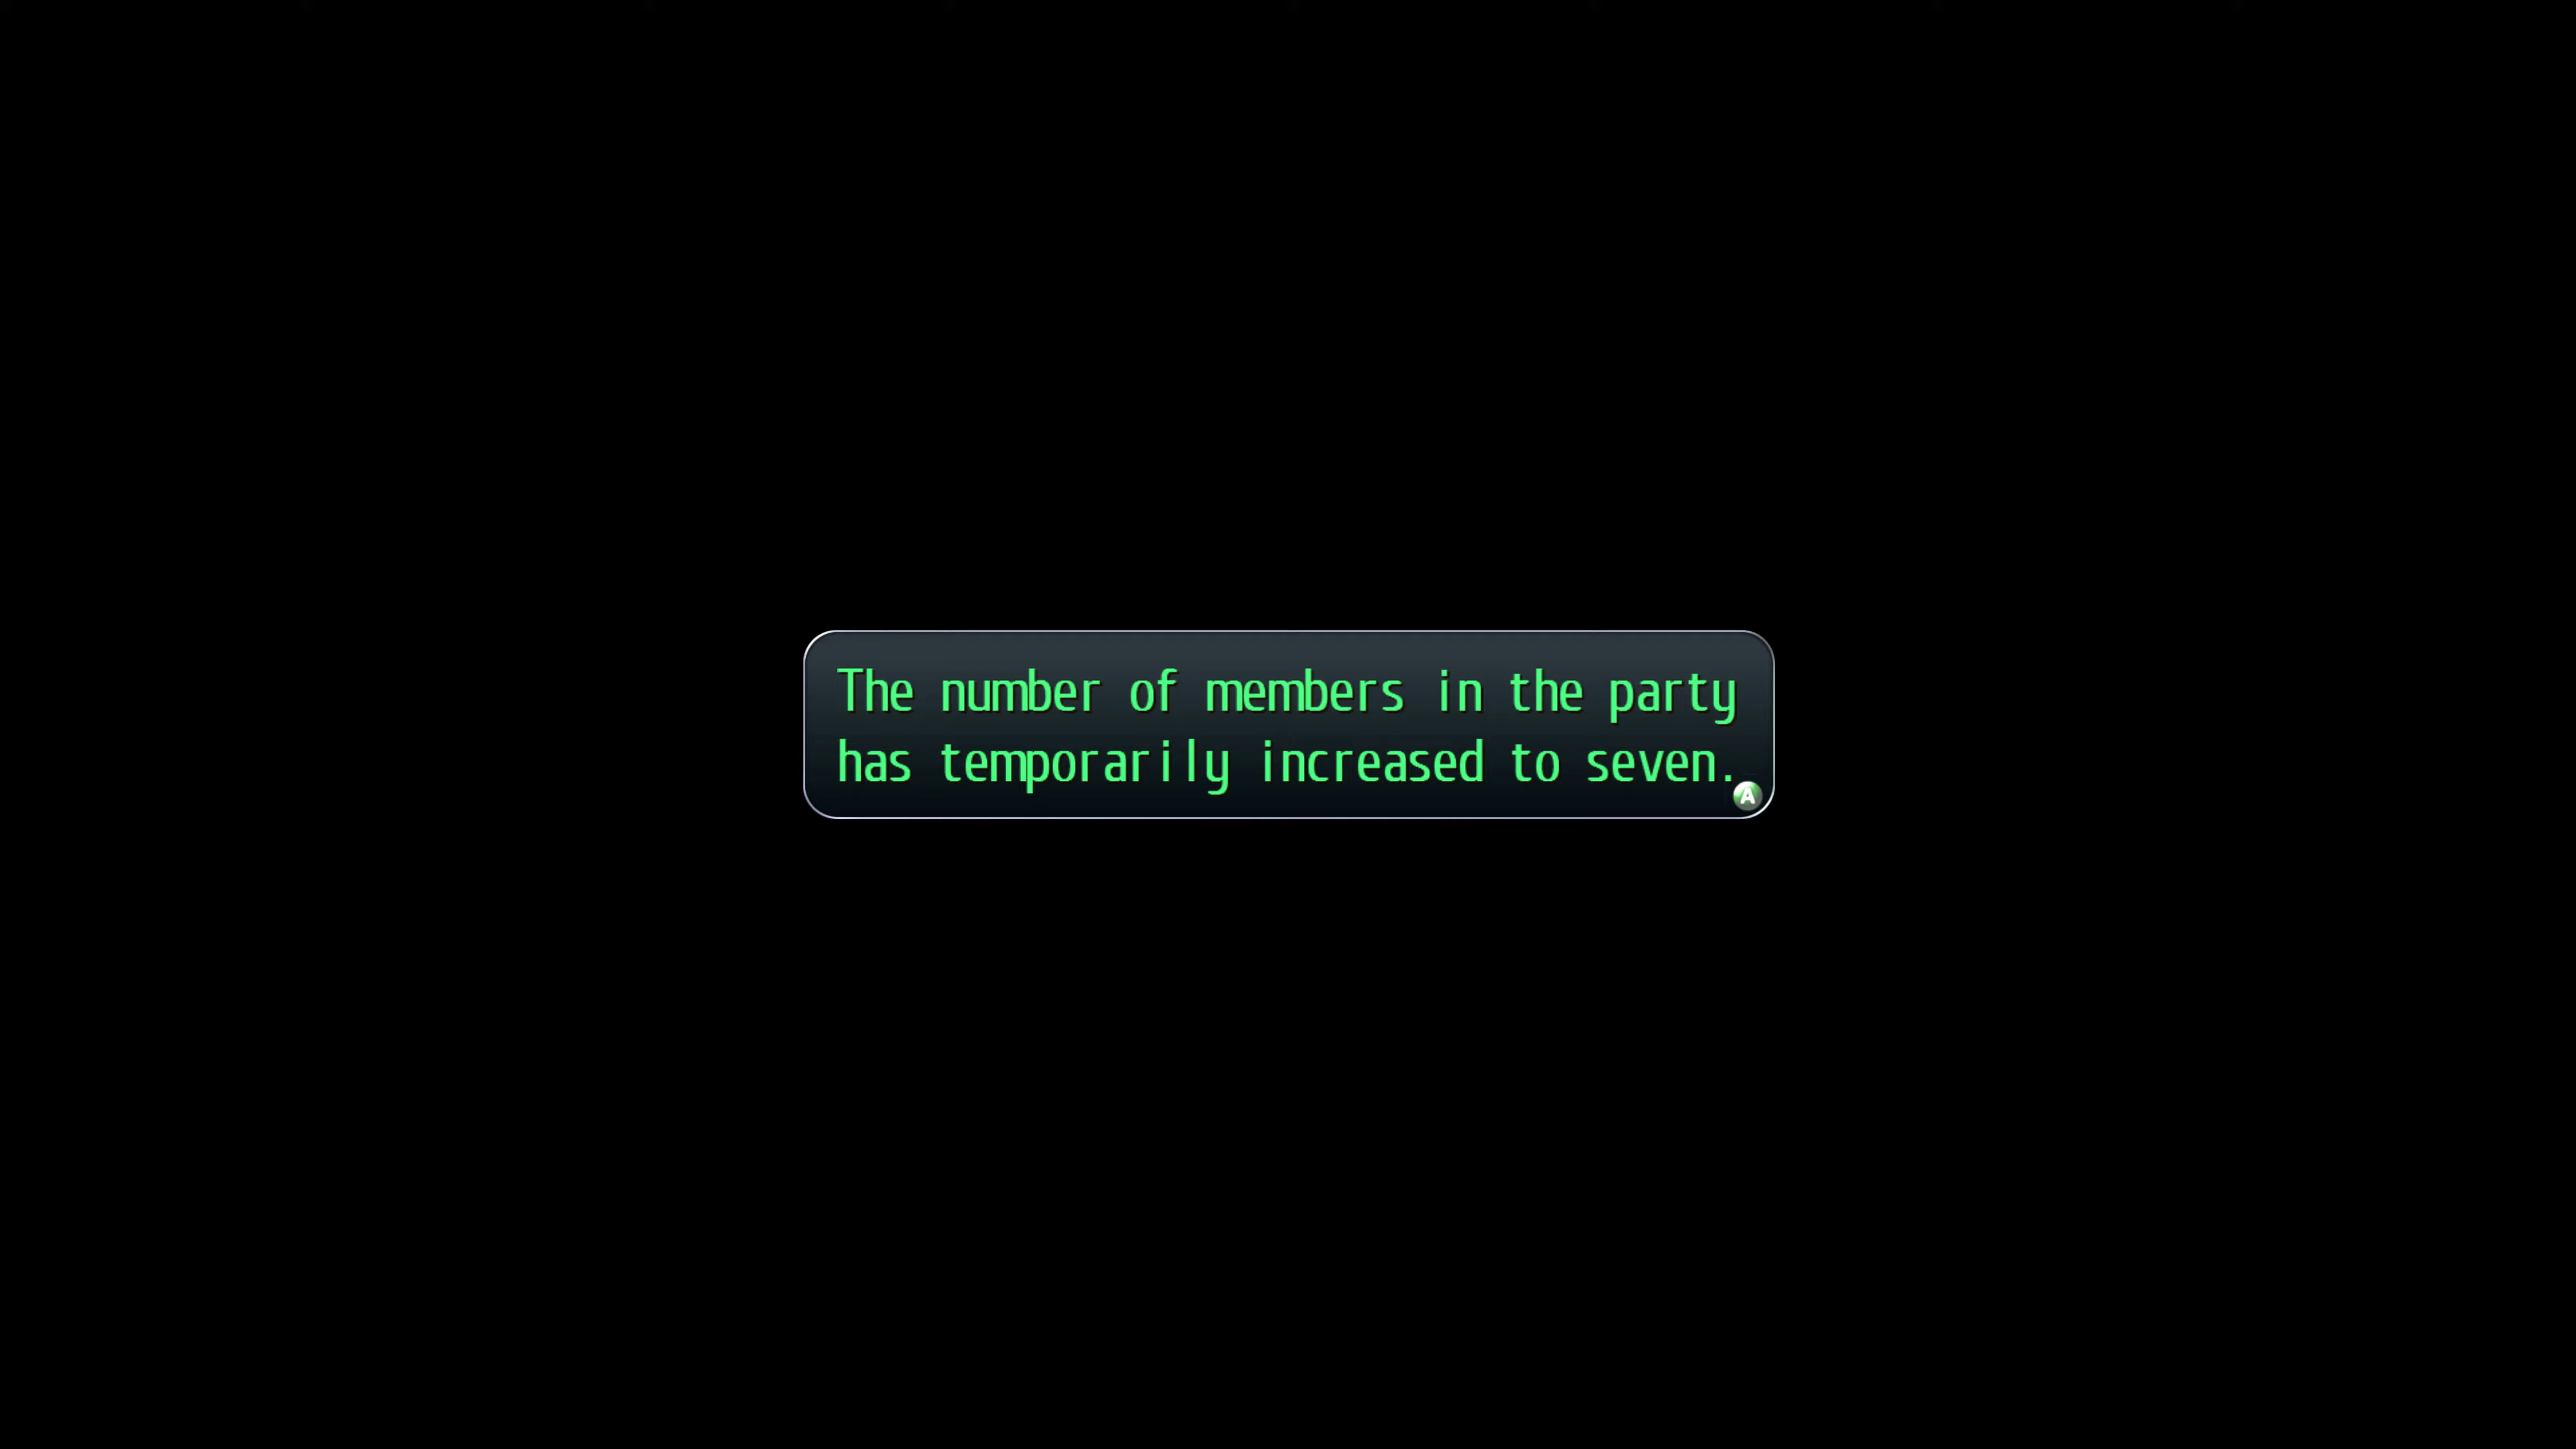 The number of members in the party
has temporarily increased to seven.
A